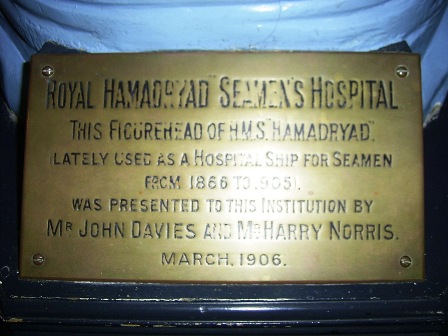 ROYAL HAMADRYAD SEAMEN'S HOSPITAL
THIS FIGUREHEAD OF H.M.S. "HAMADRYAD"
(LATELY USED AS A HOSPITAL SHIP FOR SEAMEN
FROM 1866 TO 1905).
WAS PRESENTED TO THIS INSTITUTION BY
MR JOHN DAVIES AND MR HARRY NORRIS.
MARCH, 1906.